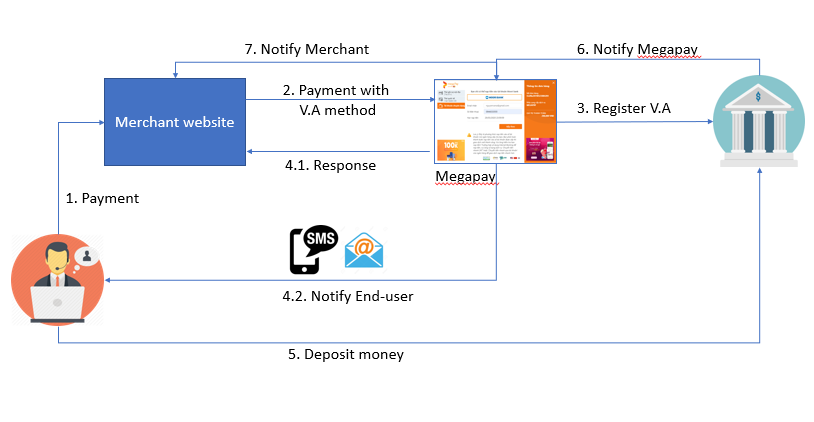 7. Notify Merchant
6. Notify Megapay
2. Payment with
V.A method
Merchant website
3. Register V.A
4.1. Response
100K
Megapay
1. Payment
SMS
@
4.2. Notify End-user
5. Deposit money